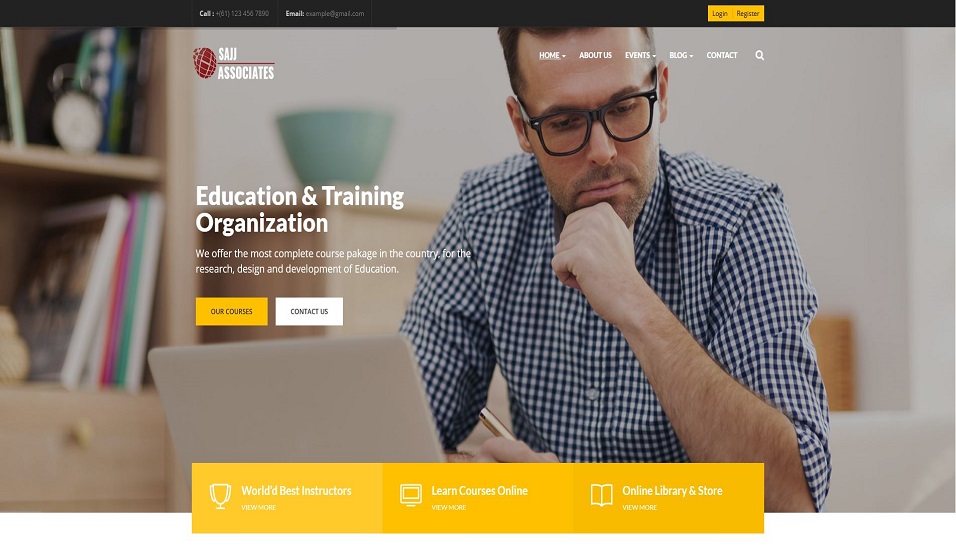 Call : +(61) 123 456 7890
Email: example@gmail.com
Login Register
SAJJ
ASSOCIATES
HOME ABOUT US EVENTS BLOG CONTACT
Education & Training
Organization
We offer the most complete course pakage in the country, for the
research, design and development of Education.
OUR COURSES
CONTACT US
World'd Best Instructors
VIEW MORE
Learn Courses Online
VIEW MORE
Online Library & Store
VIEW MORE